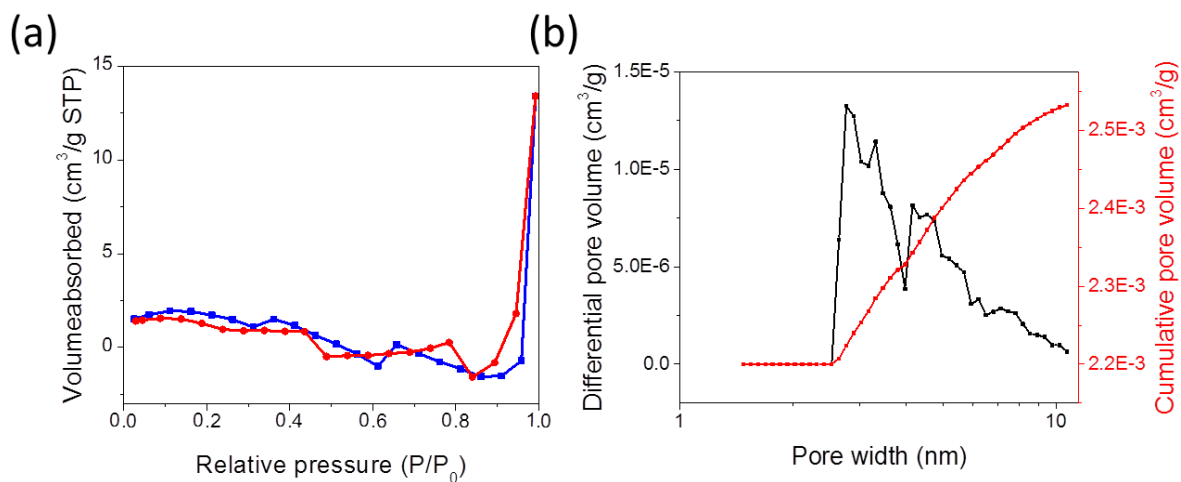 (a)
Volumeabsorbed (cm³/g STP)
15
10
5
0
0.0 0.2 0.4 0.6 0.8 1.0
Relative pressure (P/P₀)
(b)
Differential pore volume (cm³/g)
1.5E-5
1.0E-5
5.0E-6
0.0
1 10
Pore width (nm)
2.5E-3
2.4E-3
2.3E-3
2.2E-3
Cumulative pore volume (cm³/g)